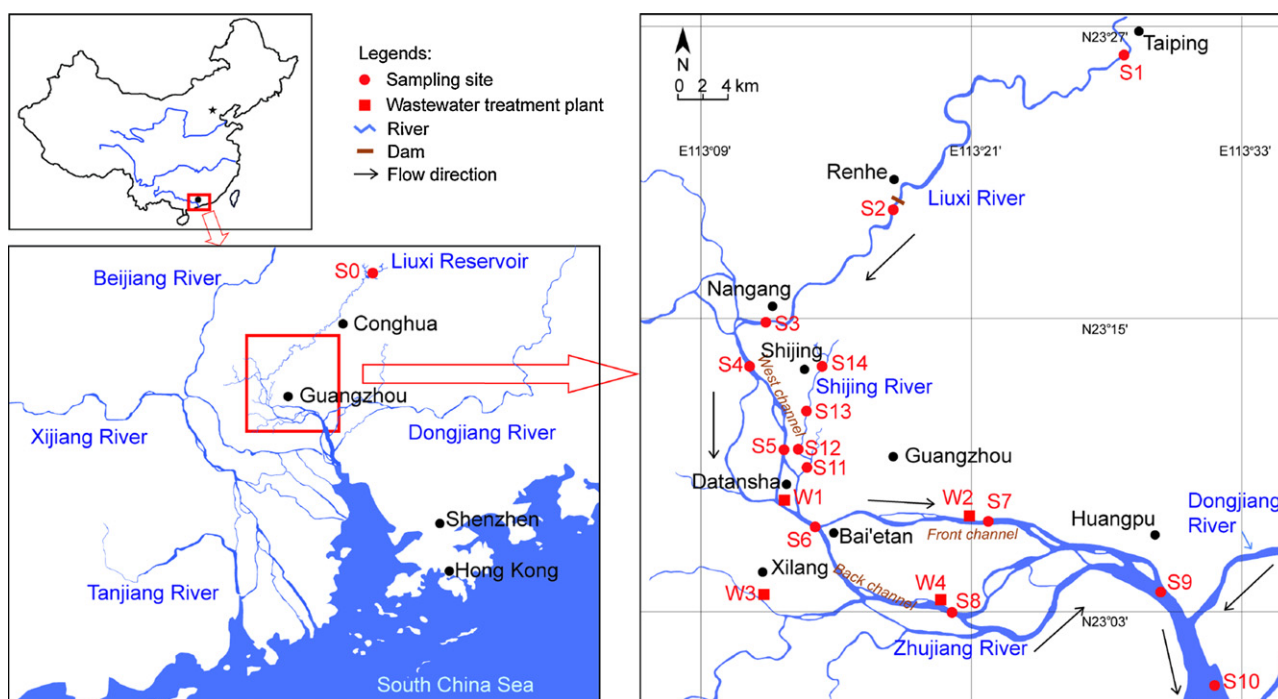 Legends:
Sampling site
Wastewater treatment plant
River
Dam
Flow direction
Beijiang River
S0
Liuxi Reservoir
Conghua
Guangzhou
Xijiang River
Dongjiang River
Shenzhen
Hong Kong
Tanjiang River
South China Sea
N
0 2 4 km
N23°27'
Taiping
S1
E113°09'
E113°21'
E113°33'
Renhe
S2
Liuxi River
Nangang
S3
N23°15'
Shijing
S4
S14
West channel
Shijing River
S13
S5
S12
S11
Guangzhou
Datansha
W1
W2
S7
Huangpu
Dongjiang
River
S6
Bai'etan
Front channel
Xilang
Back channel
W3
W4
S8
S9
N23°03'
Zhujiang River
S10